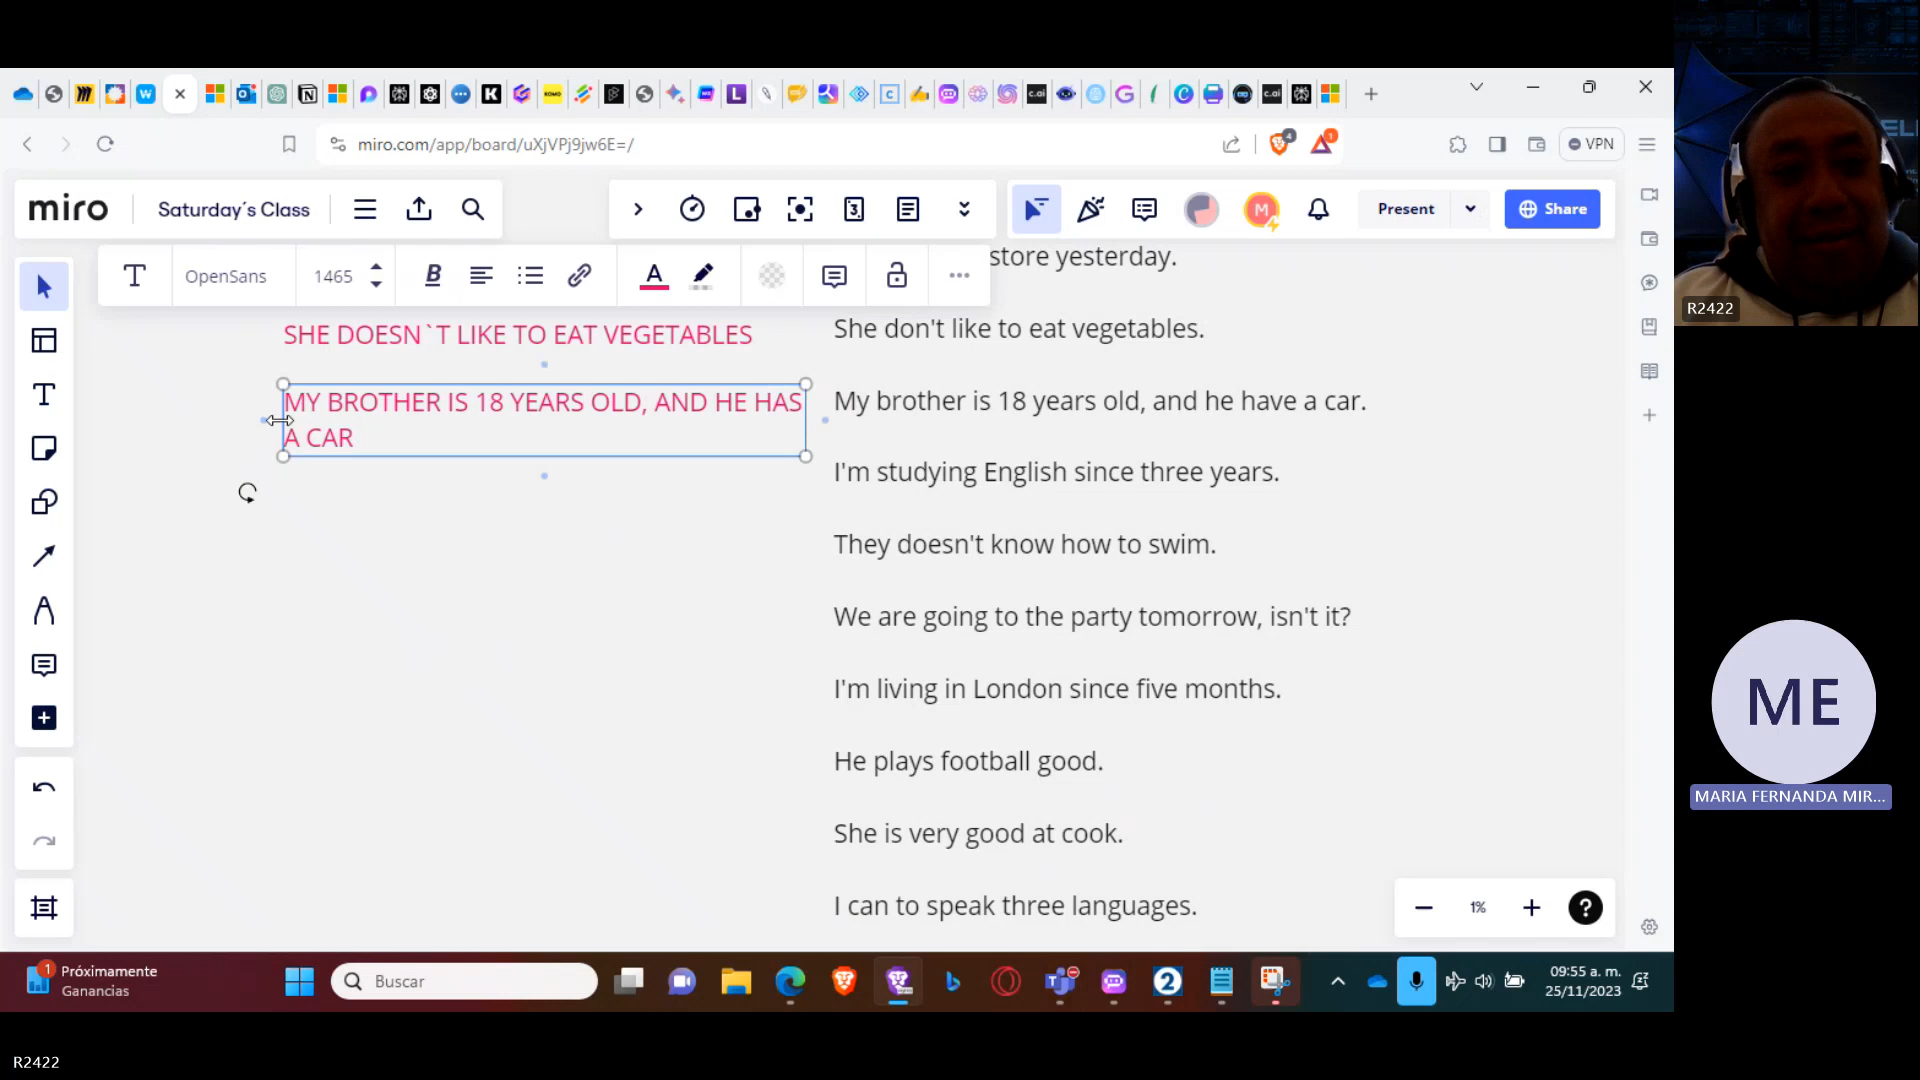 miro.com/app/board/uXjVPj9jw6E=/
VPN
miro
Saturday´s Class
3
M
Present
Share
OpenSans
1465
B
A
store yesterday.
SHE DOESN`T LIKE TO EAT VEGETABLES
She don't like to eat vegetables.
MY BROTHER IS 18 YEARS OLD, AND HE HAS
A CAR
My brother is 18 years old, and he have a car.
I'm studying English since three years.
They doesn't know how to swim.
We are going to the party tomorrow, isn't it?
I'm living in London since five months.
He plays football good.
She is very good at cook.
I can to speak three languages.
1%
R2422
ME
MARIA FERNANDA MIR...
1
Próximamente
Ganancias
Buscar
09:55 a. m.
25/11/2023
R2422